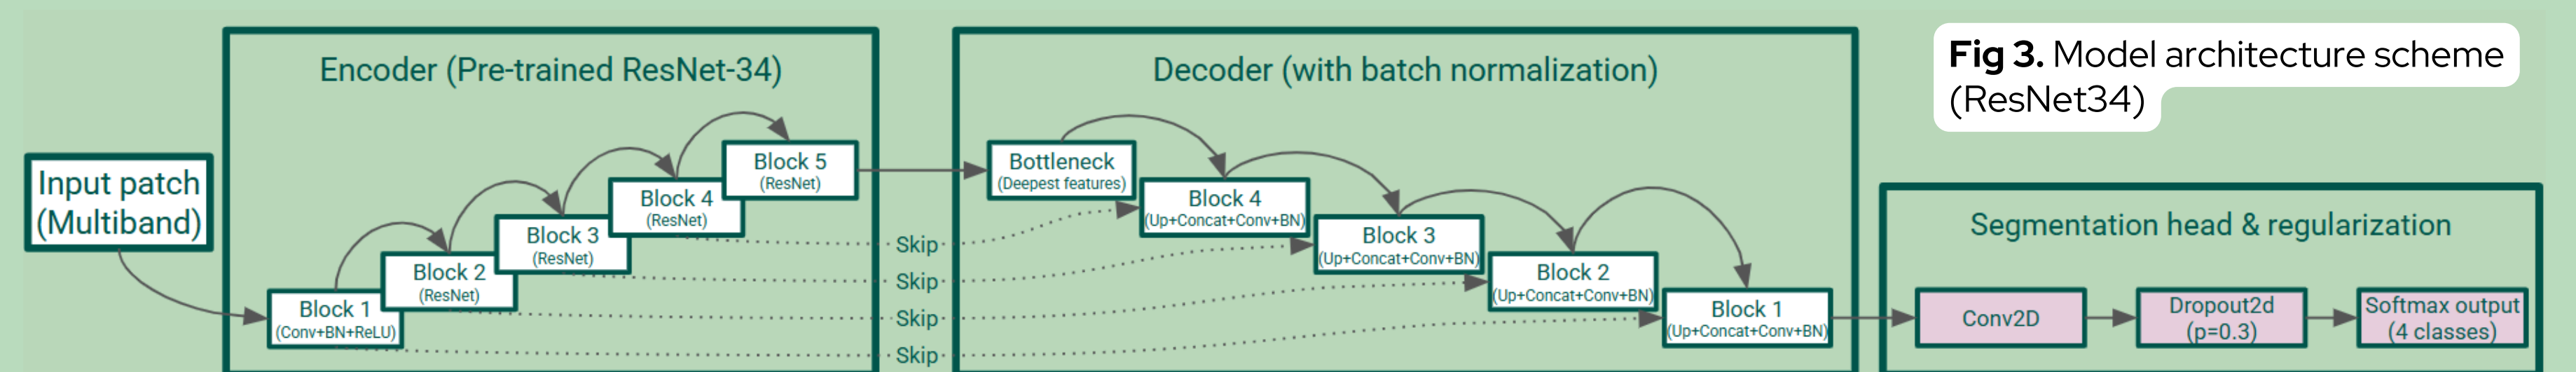 Fig 3. Model architecture scheme
(ResNet34)
Input patch
(Multiband)
Encoder (Pre-trained ResNet-34)
Block 1
(Conv+BN+ReLU)
Block 2
(ResNet)
Block 3
(ResNet)
Block 4
(ResNet)
Block 5
(ResNet)
Skip
Skip
Skip
Skip
Decoder (with batch normalization)
Bottleneck
(Deepest features)
Block 4
(Up+Concat+Conv+BN)
Block 3
(Up+Concat+Conv+BN)
Block 2
(Up+Concat+Conv+BN)
Block 1
(Up+Concat+Conv+BN)
Segmentation head & regularization
Conv2D
Dropout2d
(p=0.3)
Softmax output
(4 classes)